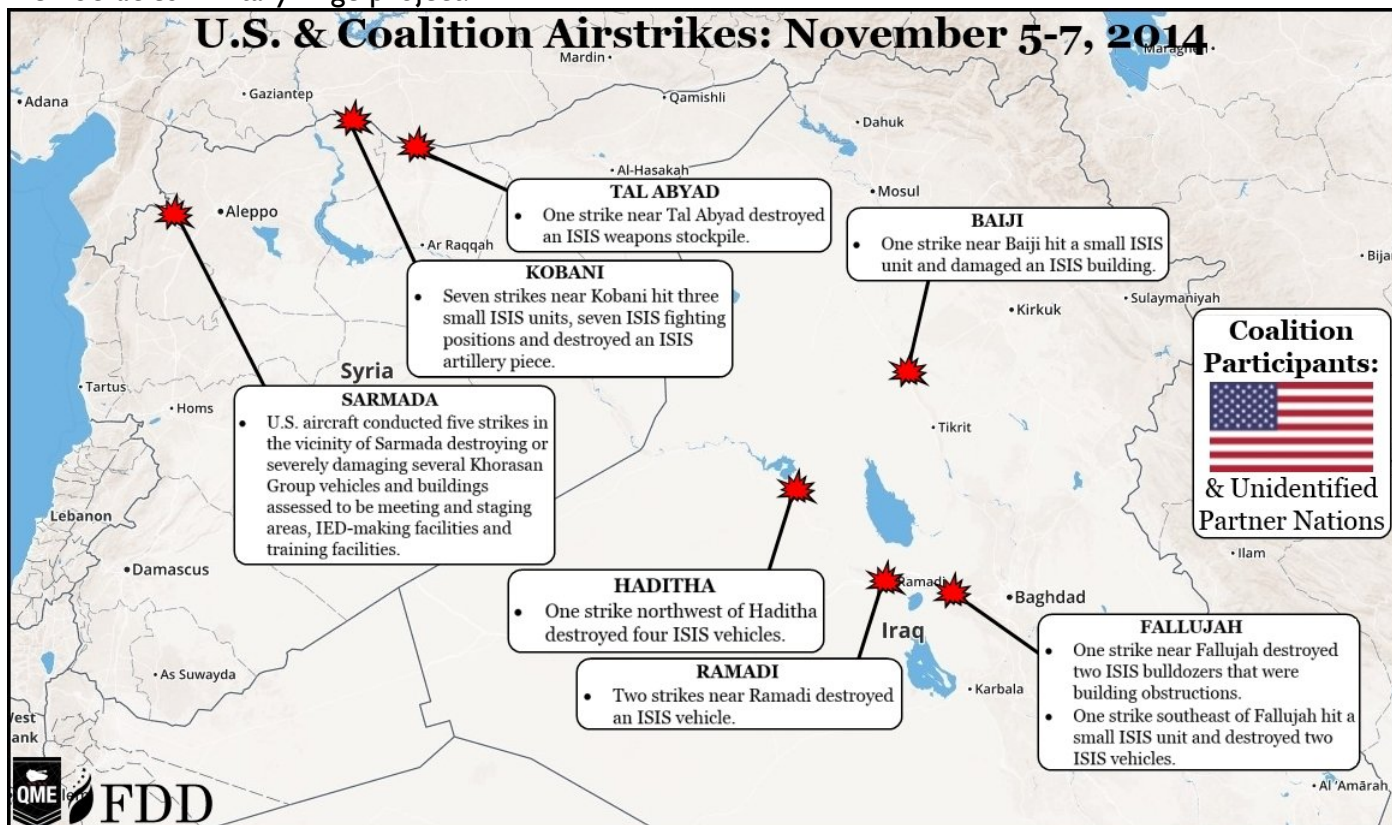 U.S. & Coalition Airstrikes: November 5-7, 2014
Adana
Gaziantep
Mardin
Qamishli
Maragheh
Dahuk
Al-Hasakah
Mosul
Aleppo
Ar Raqqah
TAL ABYAD
• One strike near Tal Abyad destroyed
an ISIS weapons stockpile.
BAIJI
• One strike near Baiji hit a small ISIS
unit and damaged an ISIS building.
KOBANI
• Seven strikes near Kobani hit three
small ISIS units, seven ISIS fighting
positions and destroyed an ISIS
artillery piece.
Bija
Sulaymaniyah
Kirkuk
Coalition
Participants:
& Unidentified
Partner Nations
Syria
Tartus
Homs
SARMADA
• U.S. aircraft conducted five strikes in
the vicinity of Sarmada destroying or
severely damaging several Khorasan
Group vehicles and buildings
assessed to be meeting and staging
areas, IED-making facilities and
training facilities.
Tikrit
Lebanon
Damascus
Ilam
HADITHA
• One strike northwest of Haditha
destroyed four ISIS vehicles.
Ramadi
Baghdad
Iraq
RAMADI
• Two strikes near Ramadi destroyed
an ISIS vehicle.
FALLUJAH
• One strike near Fallujah destroyed
two ISIS bulldozers that were
building obstructions.
• One strike southeast of Fallujah hit a
small ISIS unit and destroyed two
ISIS vehicles.
As Suwayda
Karbala
West
ank
Al 'Amārah
QME
FDD